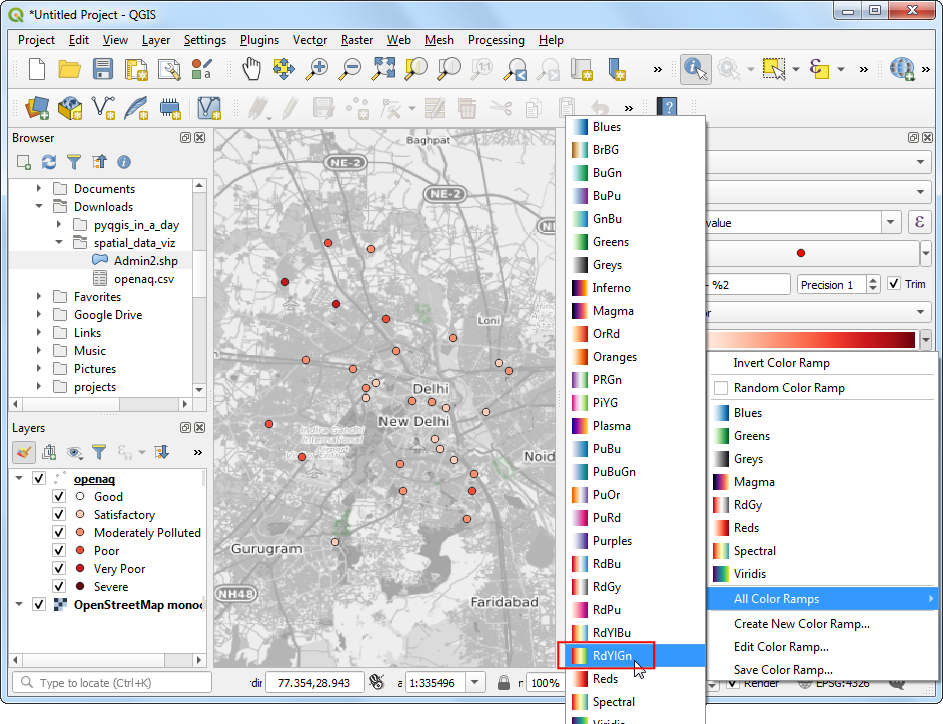 *Untitled Project - QGIS
Project Edit View Layer Settings Plugins Vector Raster Web Mesh Processing Help
Browser
Documents
Downloads
pyqgis_in_a_day
spatial_data_viz
Admin2.shp
openaq.csv
Favorites
Google Drive
Links
Music
Pictures
projects
Layers
openaq
Good
Satisfactory
Moderately Polluted
Poor
Very Poor
Severe
OpenStreetMap mono
Type to locate (Ctrl+K)
Baghpat
NE-2
NE-2
Loni
Delhi
New Delhi
Indira Gandhi
International
Noid
Gurugram
NH48
Faridabad
dir 77.354,28.943 1:335496 100%
Blues
BrBG
BuGn
BuPu
GnBu
Greens
Greys
Inferno
Magma
OrRd
Oranges
PRGn
PiYG
Plasma
PuBu
PuBuGn
PuOr
PuRd
Purples
RdBu
RdGy
RdPu
RdYlBu
RdYlGn
Reds
Spectral
Viridis
value
ε
- %2 Precision 1 Trim
Invert Color Ramp
Random Color Ramp
Blues
Greens
Greys
Magma
RdGy
Reds
Spectral
Viridis
All Color Ramps
Create New Color Ramp...
Edit Color Ramp...
Save Color Ramp...
Render EPSG:4326